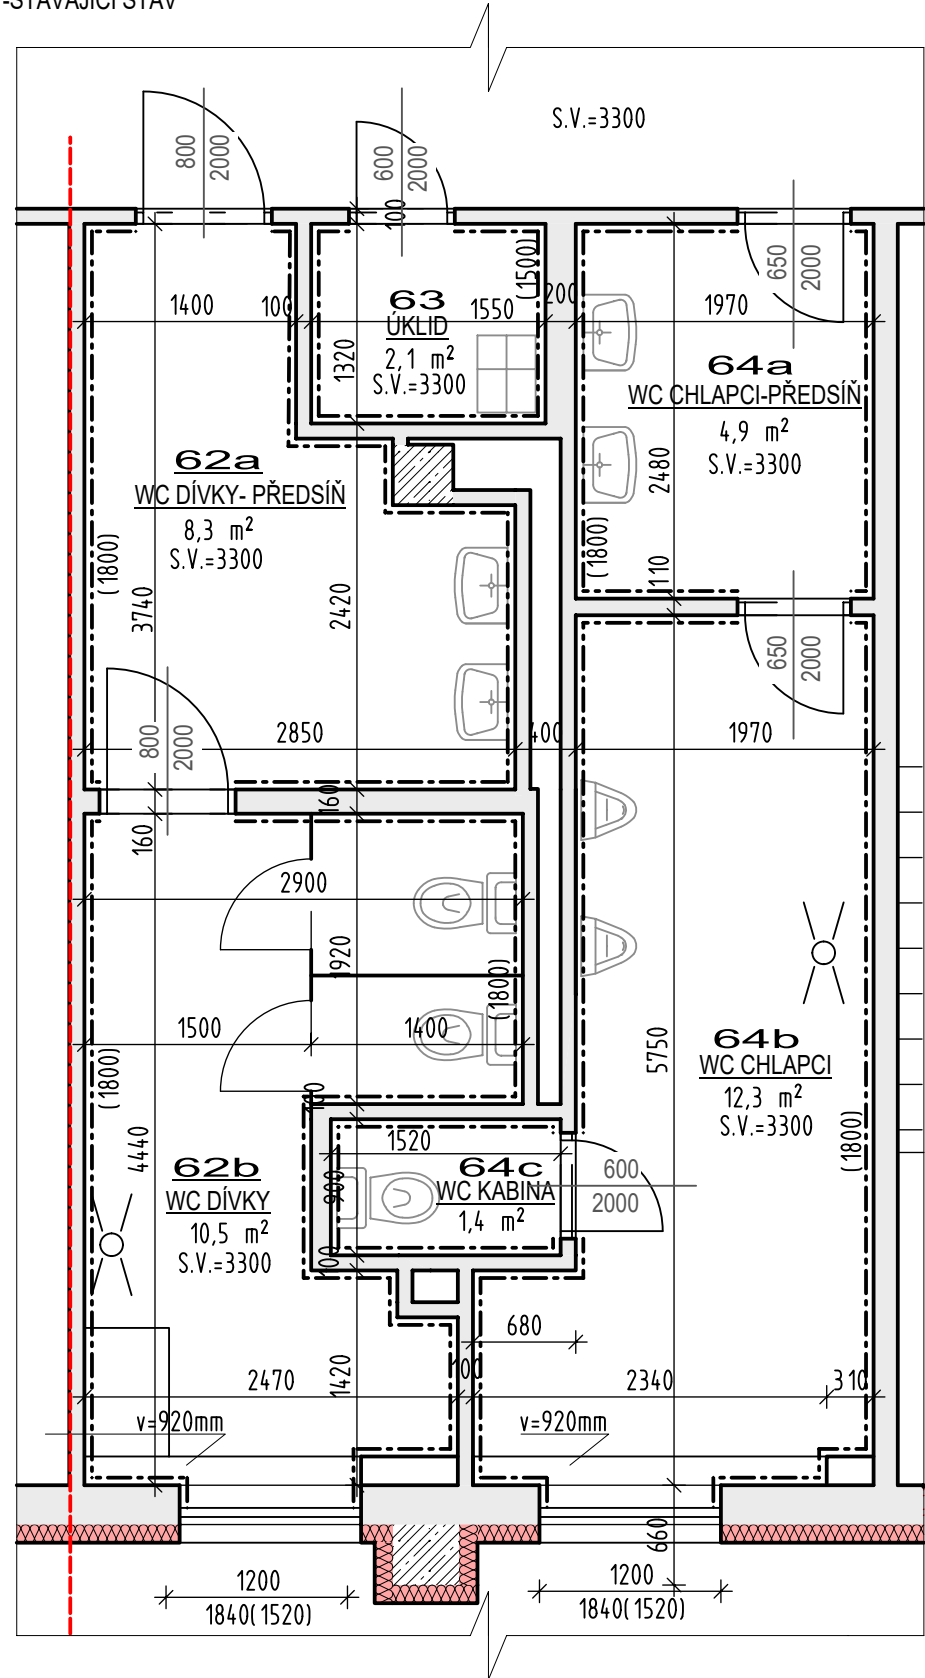 -STÁVAJÍCÍ STAV
S.V.=3300
800
2000
600
2000
100
650
2000
(1500)
1400
100
63
ÚKLID
2,1 m²
S.V.=3300
1550
200
1970
1320
64a
WC CHLAPCI-PŘEDSÍŇ
4,9 m²
S.V.=3300
62a
WC DÍVKY- PŘEDSÍŇ
8,3 m²
S.V.=3300
2480
(1800)
3740
2420
(1800)
110
650
2000
800
2000
2850
400
1970
160
160
2900
1920
(1800)
1500
1400
5750
64b
WC CHLAPCI
12,3 m²
S.V.=3300
(1800)
(1800)
4440
100
1520
900
64c
WC KABINA
1,4 m²
600
2000
62b
WC DÍVKY
10,5 m²
S.V.=3300
100
680
2470
1420
100
2340
310
v=920mm
v=920mm
660
1200
1840(1520)
1200
1840(1520)